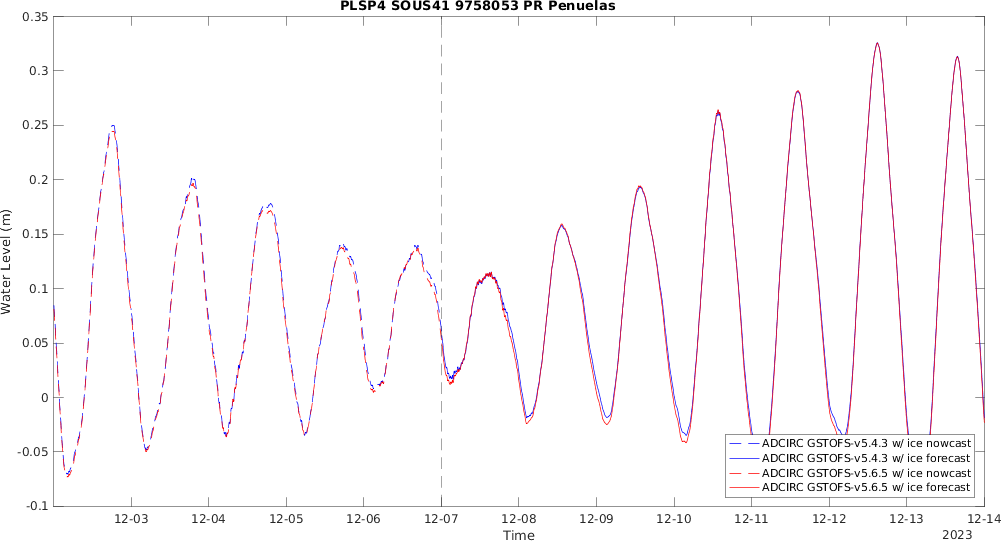 PLSP4 SOUS41 9758053 PR Penuelas
0.35
0.3
0.25
0.2
0.15
0.1
0.05
0
-0.05
-0.1
Water Level (m)
ADCIRC GSTOFS-v5.4.3 w/ ice nowcast
ADCIRC GSTOFS-v5.4.3 w/ ice forecast
ADCIRC GSTOFS-v5.6.5 w/ ice nowcast
ADCIRC GSTOFS-v5.6.5 w/ ice forecast
12-03 12-04 12-05 12-06 12-07 12-08 12-09 12-10 12-11 12-12 12-13 12-14
Time
2023